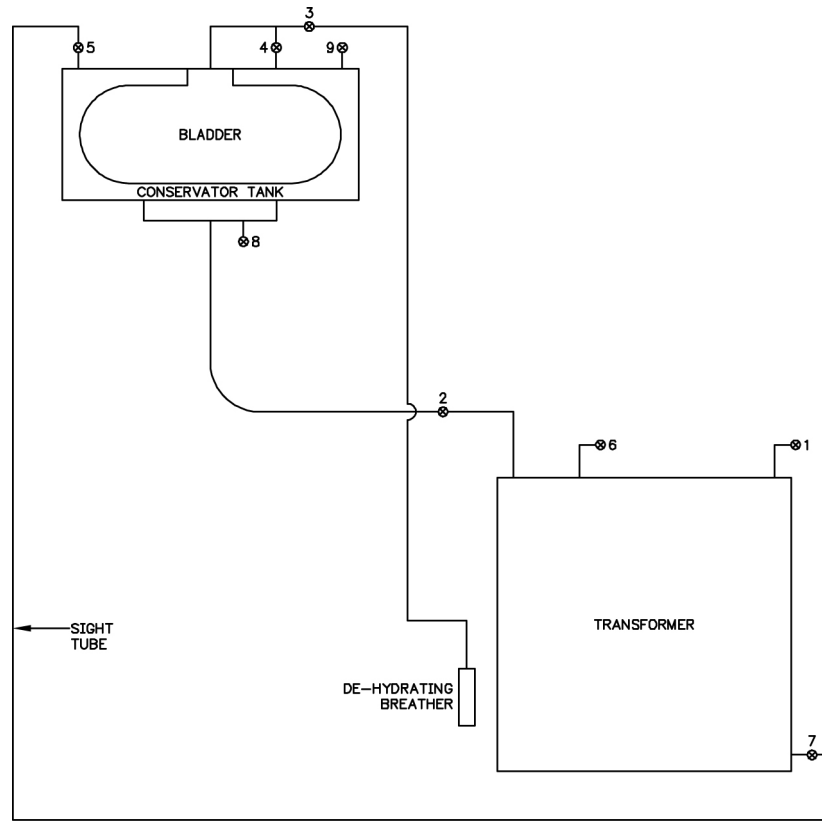 3
5
4
9
BLADDER
CONSERVATOR TANK
8
2
6
1
SIGHT
TUBE
TRANSFORMER
DE-HYDRATING
BREATHER
7